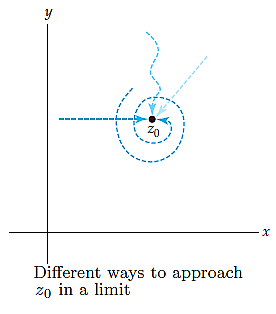 y
z₀
x
Different ways to approach
z₀ in a limit